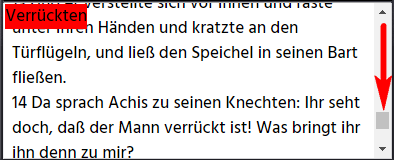 Verrückten
verstellte sich vor ihnen und raste
unter ihren Händen und kratzte an den
Türflügeln, und ließ den Speichel in seinen Bart
fließen.
14 Da sprach Achis zu seinen Knechten: Ihr seht
doch, daß der Mann verrückt ist! Was bringt ihr
ihn denn zu mir?